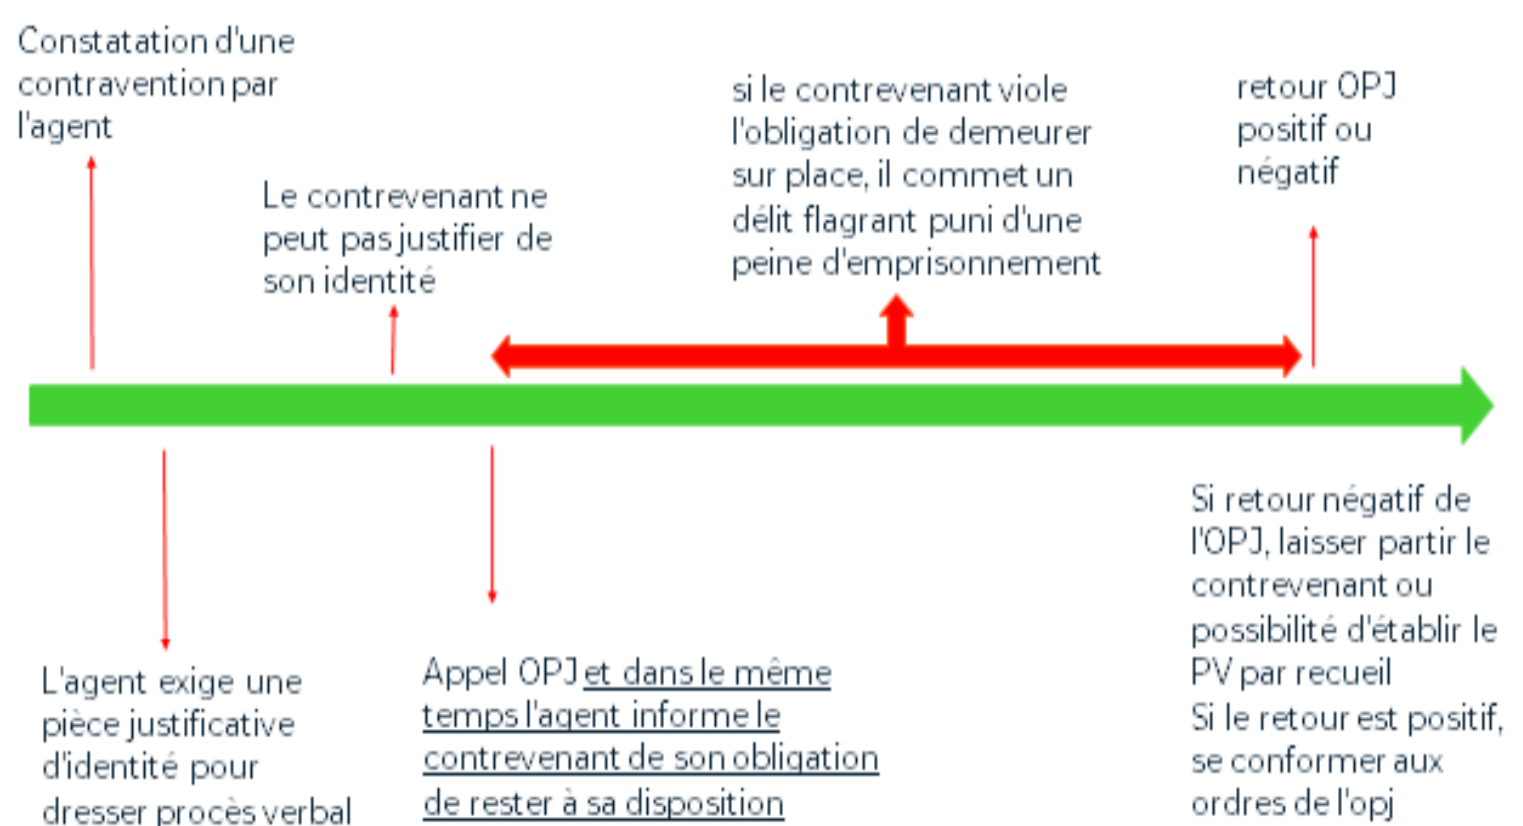 Constatation d'une
contravention par
l'agent
Le contrevenant ne
peut pas justifier de
son identité
si le contrevenant viole
l'obligation de demeurer
sur place, il commet un
délit flagrant puni d'une
peine d'emprisonnement
retour OPJ
positif ou
négatif
L'agent exige une
pièce justificative
d'identité pour
dresser procès verbal
Appel OPJ et dans le même
temps l'agent informe le
contrevenant de son obligation
de rester à sa disposition
Si retour négatif de
l'OPJ, laisser partir le
contrevenant ou
possibilité d'établir le
PV par recueil
Si le retour est positif,
se conformer aux
ordres de l'opj